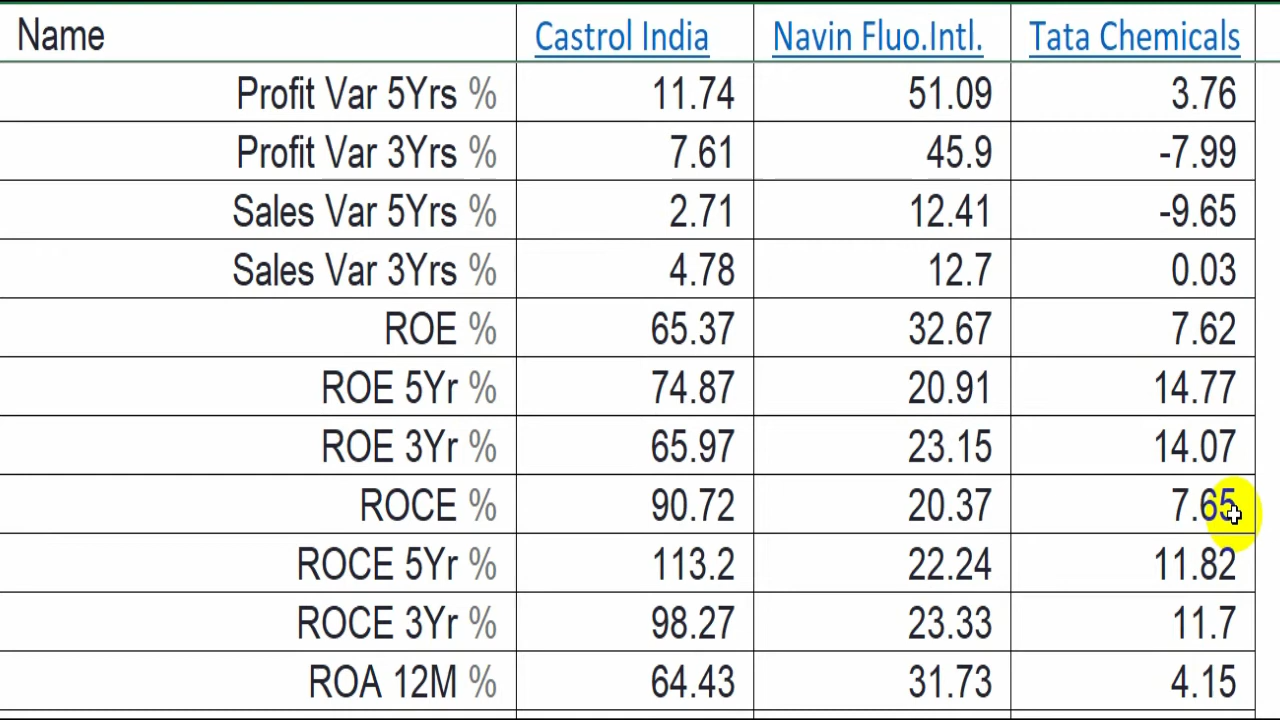 Name Castrol India Navin Fluo.Intl. Tata Chemicals
Profit Var 5Yrs % 11.74 51.09 3.76
Profit Var 3Yrs % 7.61 45.9 -7.99
Sales Var 5Yrs % 2.71 12.41 -9.65
Sales Var 3Yrs % 4.78 12.7 0.03
ROE % 65.37 32.67 7.62
ROE 5Yr % 74.87 20.91 14.77
ROE 3Yr % 65.97 23.15 14.07
ROCE % 90.72 20.37 7.65
ROCE 5Yr % 113.2 22.24 11.82
ROCE 3Yr % 98.27 23.33 11.7
ROA 12M % 64.43 31.73 4.15